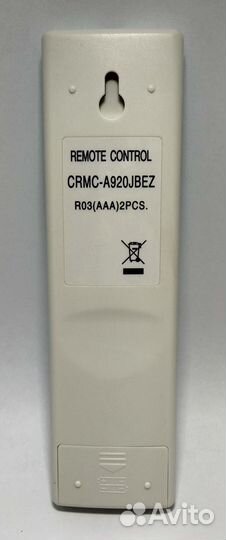 REMOTE CONTROL
CRMC-A920JBEZ
R03(AAA)2PCS.
Avito